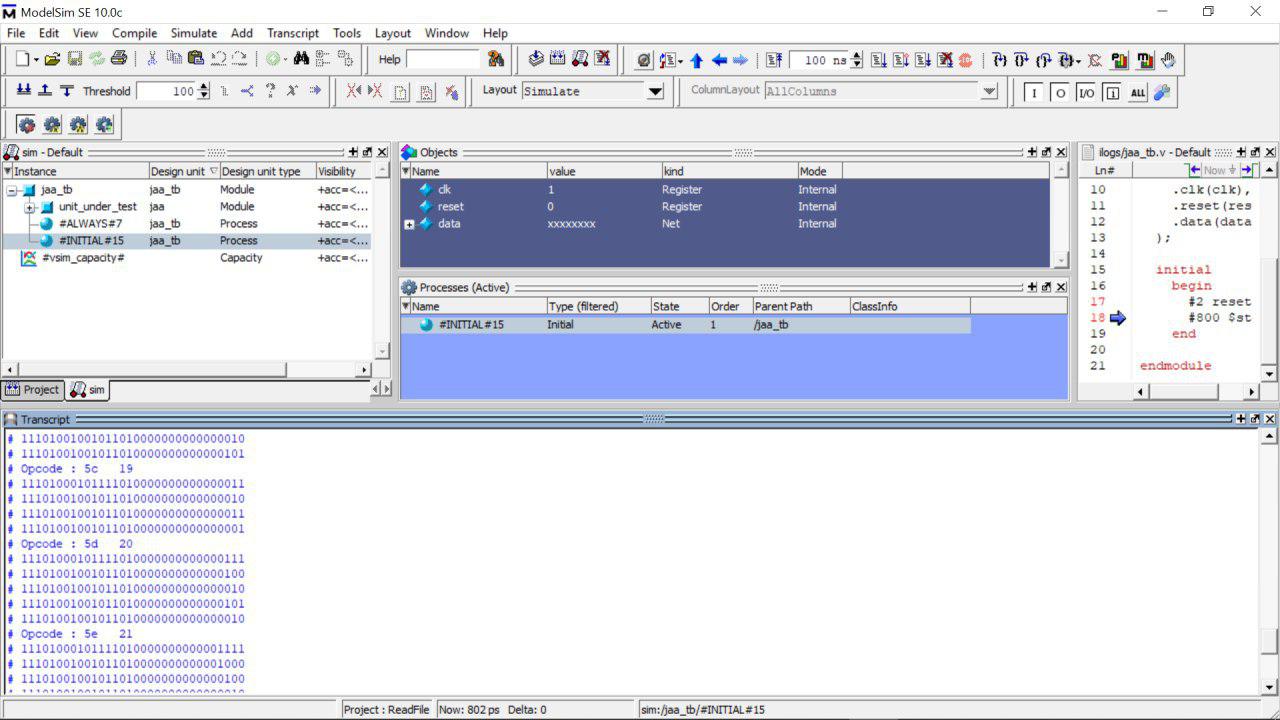 ModelSim SE 10.0c
File Edit View Compile Simulate Add Transcript Tools Layout Window Help
Help 100 ns
Threshold 100 Layout Simulate ColumnLayout AllColumns I O I/O i ALL
sim - Default
Instance Design unit Design unit type Visibility
jaa_tb jaa_tb Module +acc=<...
unit_under_test jaa Module +acc=<...
#ALWAYS#7 jaa_tb Process +acc=<...
#INITIAL#15 jaa_tb Process +acc=<...
#vsim_capacity# Capacity +acc=<...
Project sim
Objects
Name value kind Mode
clk 1 Register Internal
reset 0 Register Internal
data xxxxxxxx Net Internal
Processes (Active)
Name Type (filtered) State Order Parent Path ClassInfo
#INITIAL#15 Initial Active 1 /jaa_tb
ilogs/jaa_tb.v - Default
Ln# Now
10 .clk(clk),
11 .reset(res
12 .data(data
13 );
14
15 initial
16 begin
17 #2 reset
18 #800 $st
19 end
20
21 endmodule
Transcript
# 11101001001011010000000000000010
# 11101001001011010000000000000101
# Opcode : 5c 19
# 11101000101111010000000000000011
# 11101001001011010000000000000010
# 11101001001011010000000000000011
# 11101001001011010000000000000001
# Opcode : 5d 20
# 11101000101111010000000000000111
# 11101001001011010000000000000100
# 11101001001011010000000000000010
# 11101001001011010000000000000101
# 11101001001011010000000000000010
# Opcode : 5e 21
# 11101000101111010000000000001111
# 11101001001011010000000000001000
# 11101001001011010000000000000100
Project : ReadFile Now: 802 ps Delta: 0 sim:/jaa_tb/#INITIAL#15